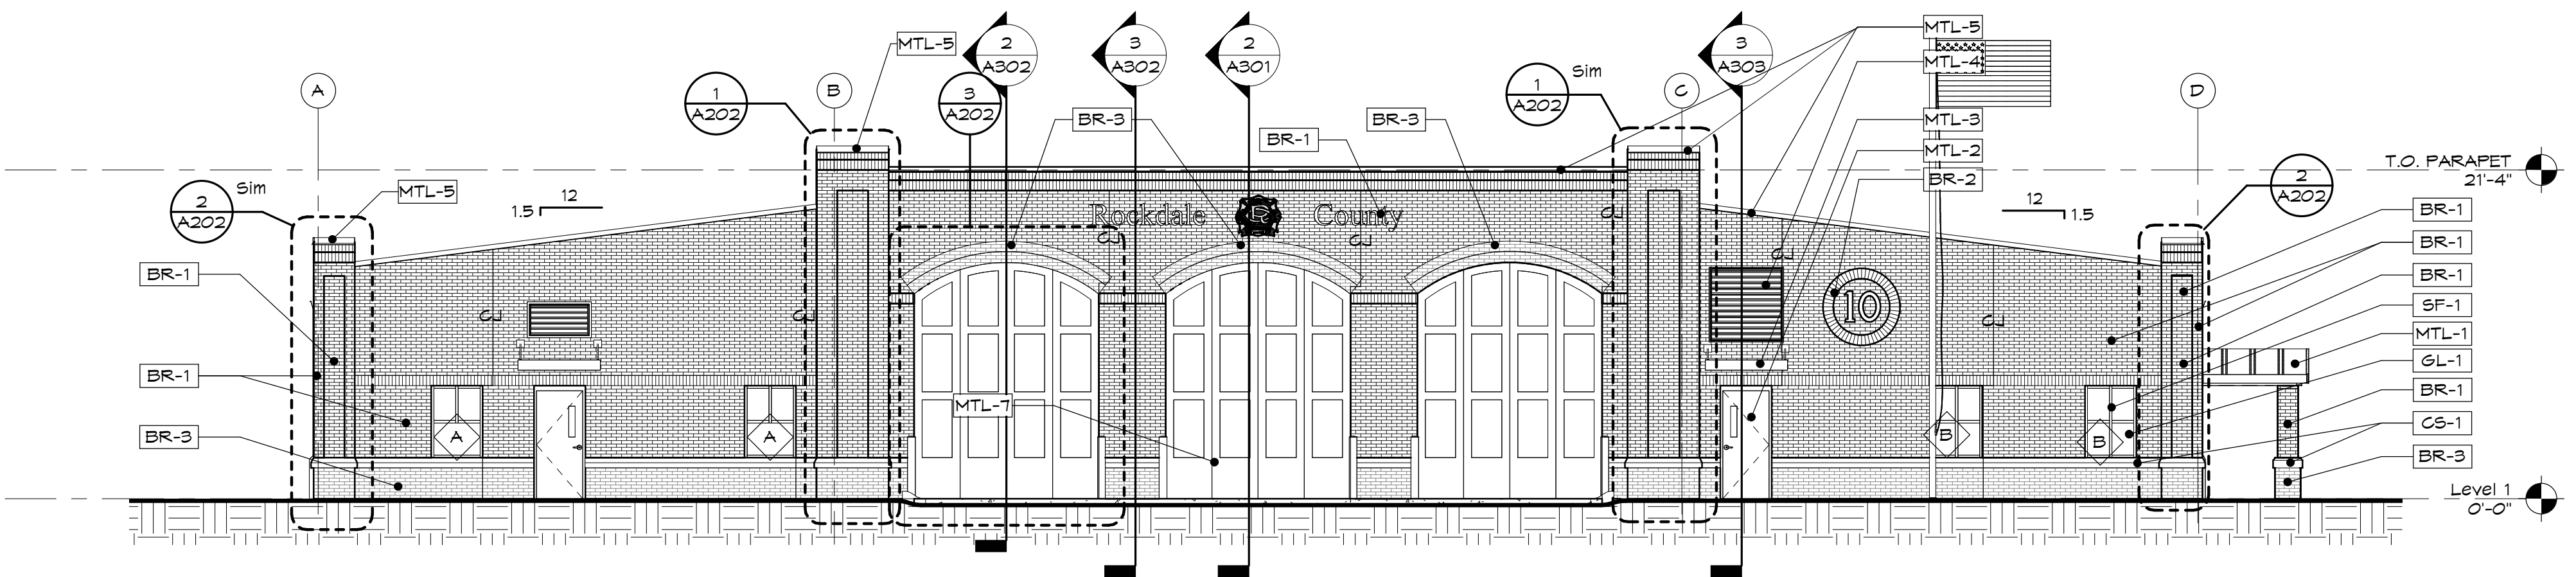 MTL-5
2
A302
3
A302
2
A301
3
A303
MTL-5
MTL-4
A
1
A202
B
3
A202
1
A202
Sim
C
D
BR-3
BR-1
BR-3
MTL-3
MTL-2
BR-2
T.O. PARAPET
21'-4"
2
A202
Sim
MTL-5
12
1.5
Rockdale County
12
1.5
2
A202
BR-1
BR-1
BR-1
BR-1
SF-1
MTL-1
GL-1
BR-1
CS-1
BR-3
BR-1
BR-3
CJ
CJ
CJ
CJ
CJ
CJ
CJ
10
MTL-7
A
A
B
B
Level 1
0'-0"